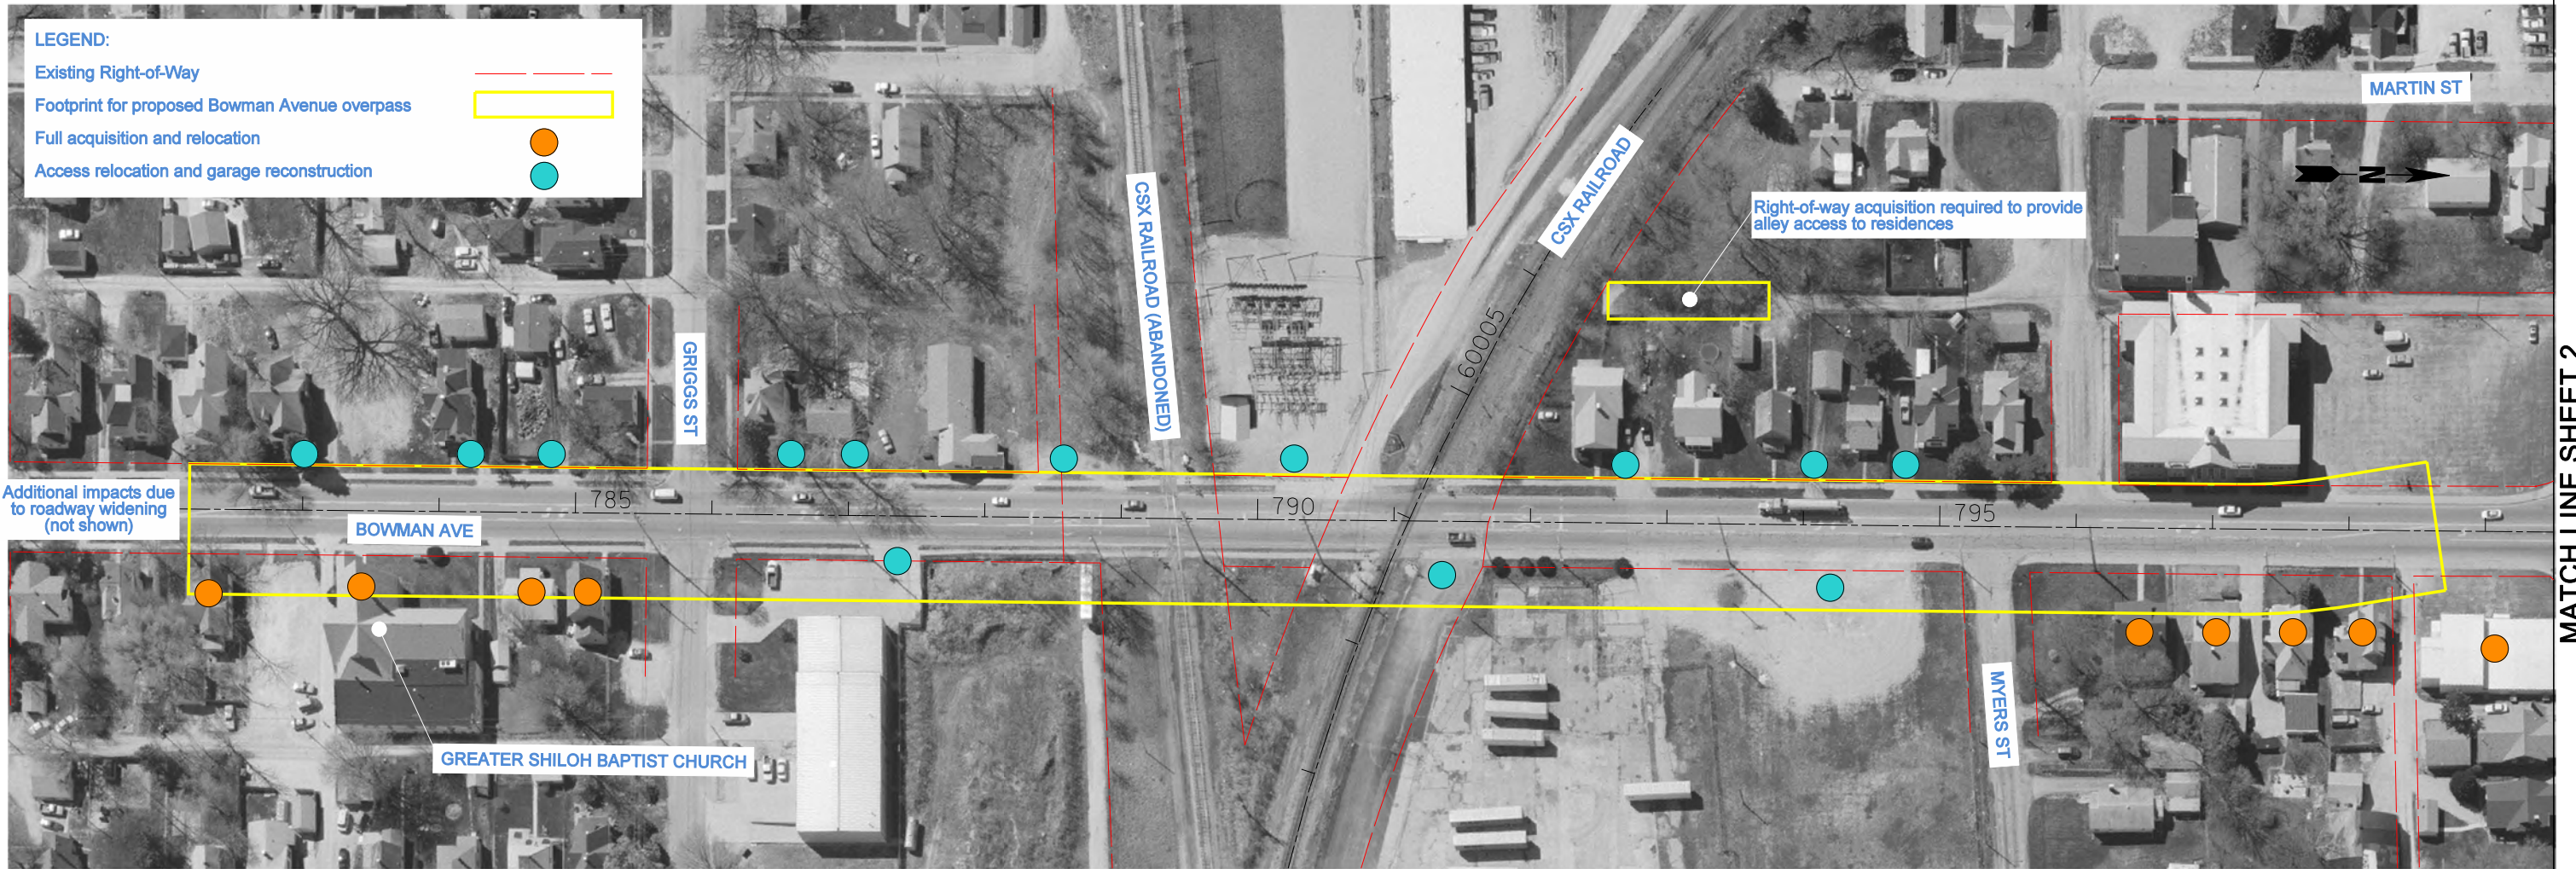 LEGEND:
Existing Right-of-Way
Footprint for proposed Bowman Avenue overpass
Full acquisition and relocation
Access relocation and garage reconstruction
MARTIN ST
N
CSX RAILROAD
CSX RAILROAD (ABANDONED)
Right-of-way acquisition required to provide
alley access to residences
L60005
GRIGGS ST
MATCH LINE SHEET 2
Additional impacts due
to roadway widening
(not shown)
785
790
795
BOWMAN AVE
MYERS ST
GREATER SHILOH BAPTIST CHURCH